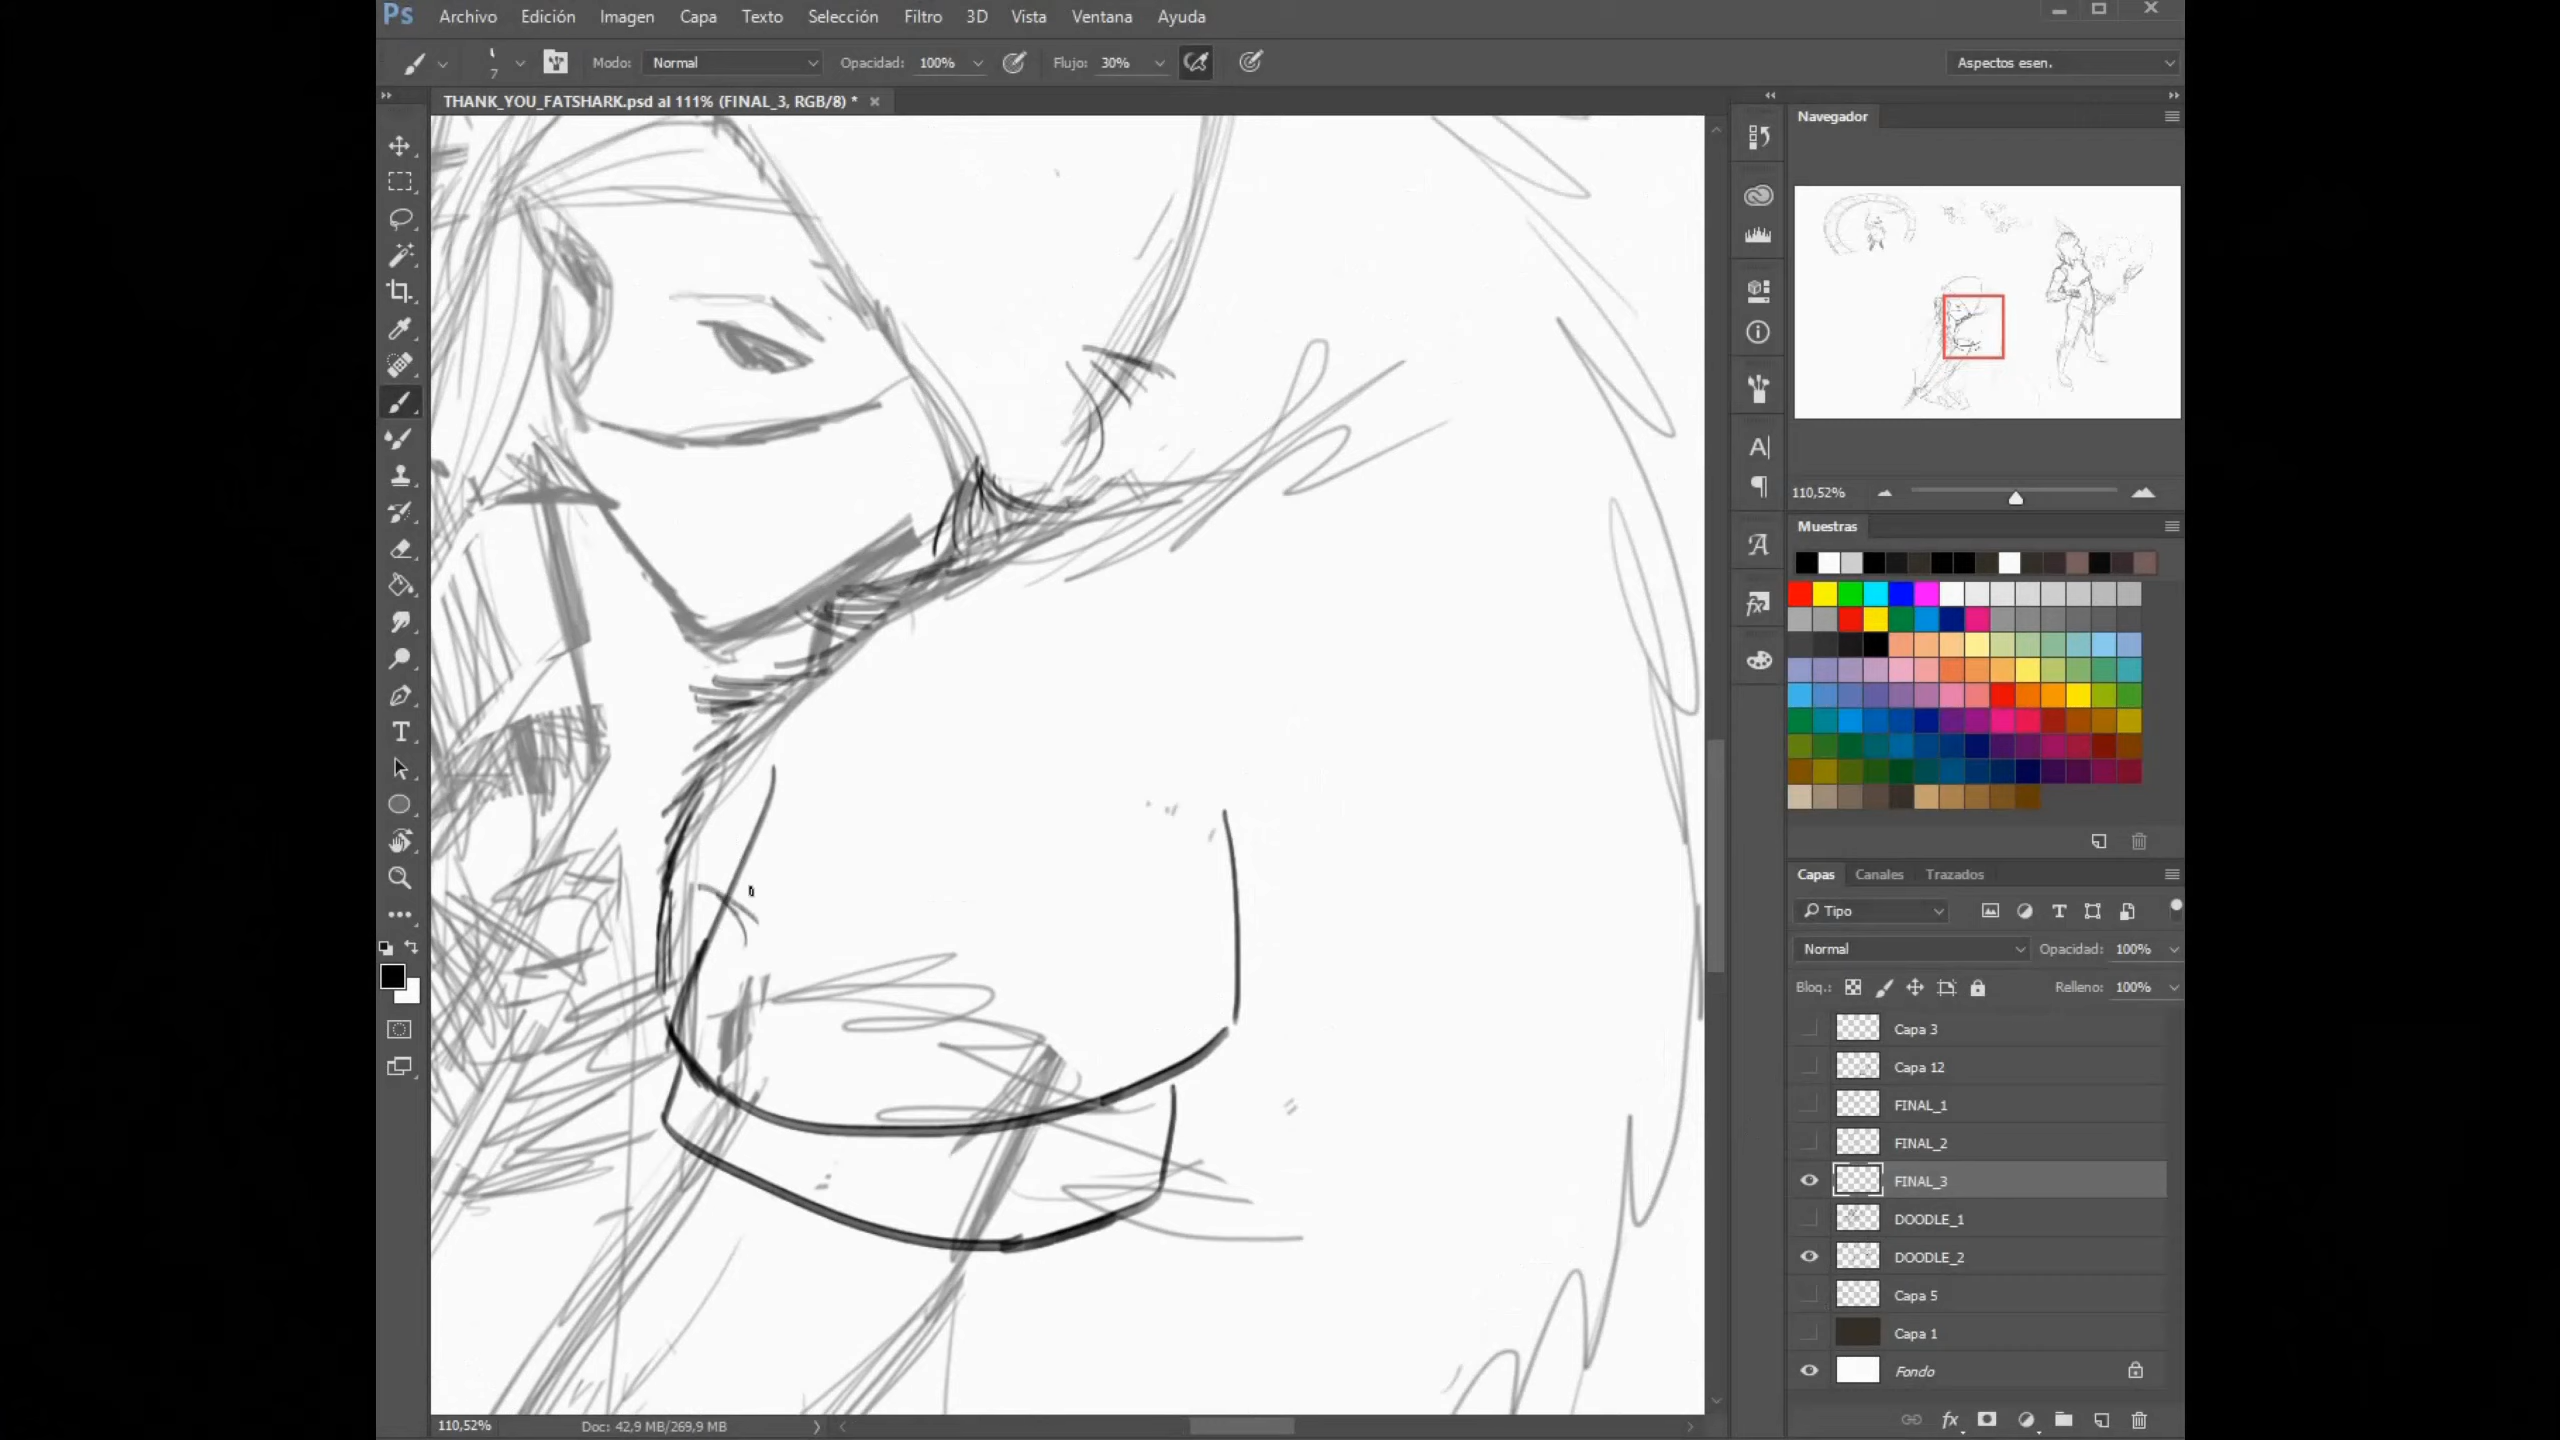 Ps Archivo Edición Imagen Capa Texto Selección Filtro 3D Vista Ventana Ayuda
7 Modo: Normal Opacidad: 100% Flujo: 30% Aspectos esen.
THANK_YOU_FATSHARK.psd al 111% (FINAL_3, RGB/8) *
Navegador
110,52%
Muestras
Capas Canales Trazados
Tipo
Normal Opacidad: 100%
Bloq.: Relleno: 100%
Capa 3
Capa 12
FINAL_1
FINAL_2
FINAL_3
DOODLE_1
DOODLE_2
Capa 5
Capa 1
Fondo
110,52% Doc: 42,9 MB/269,9 MB